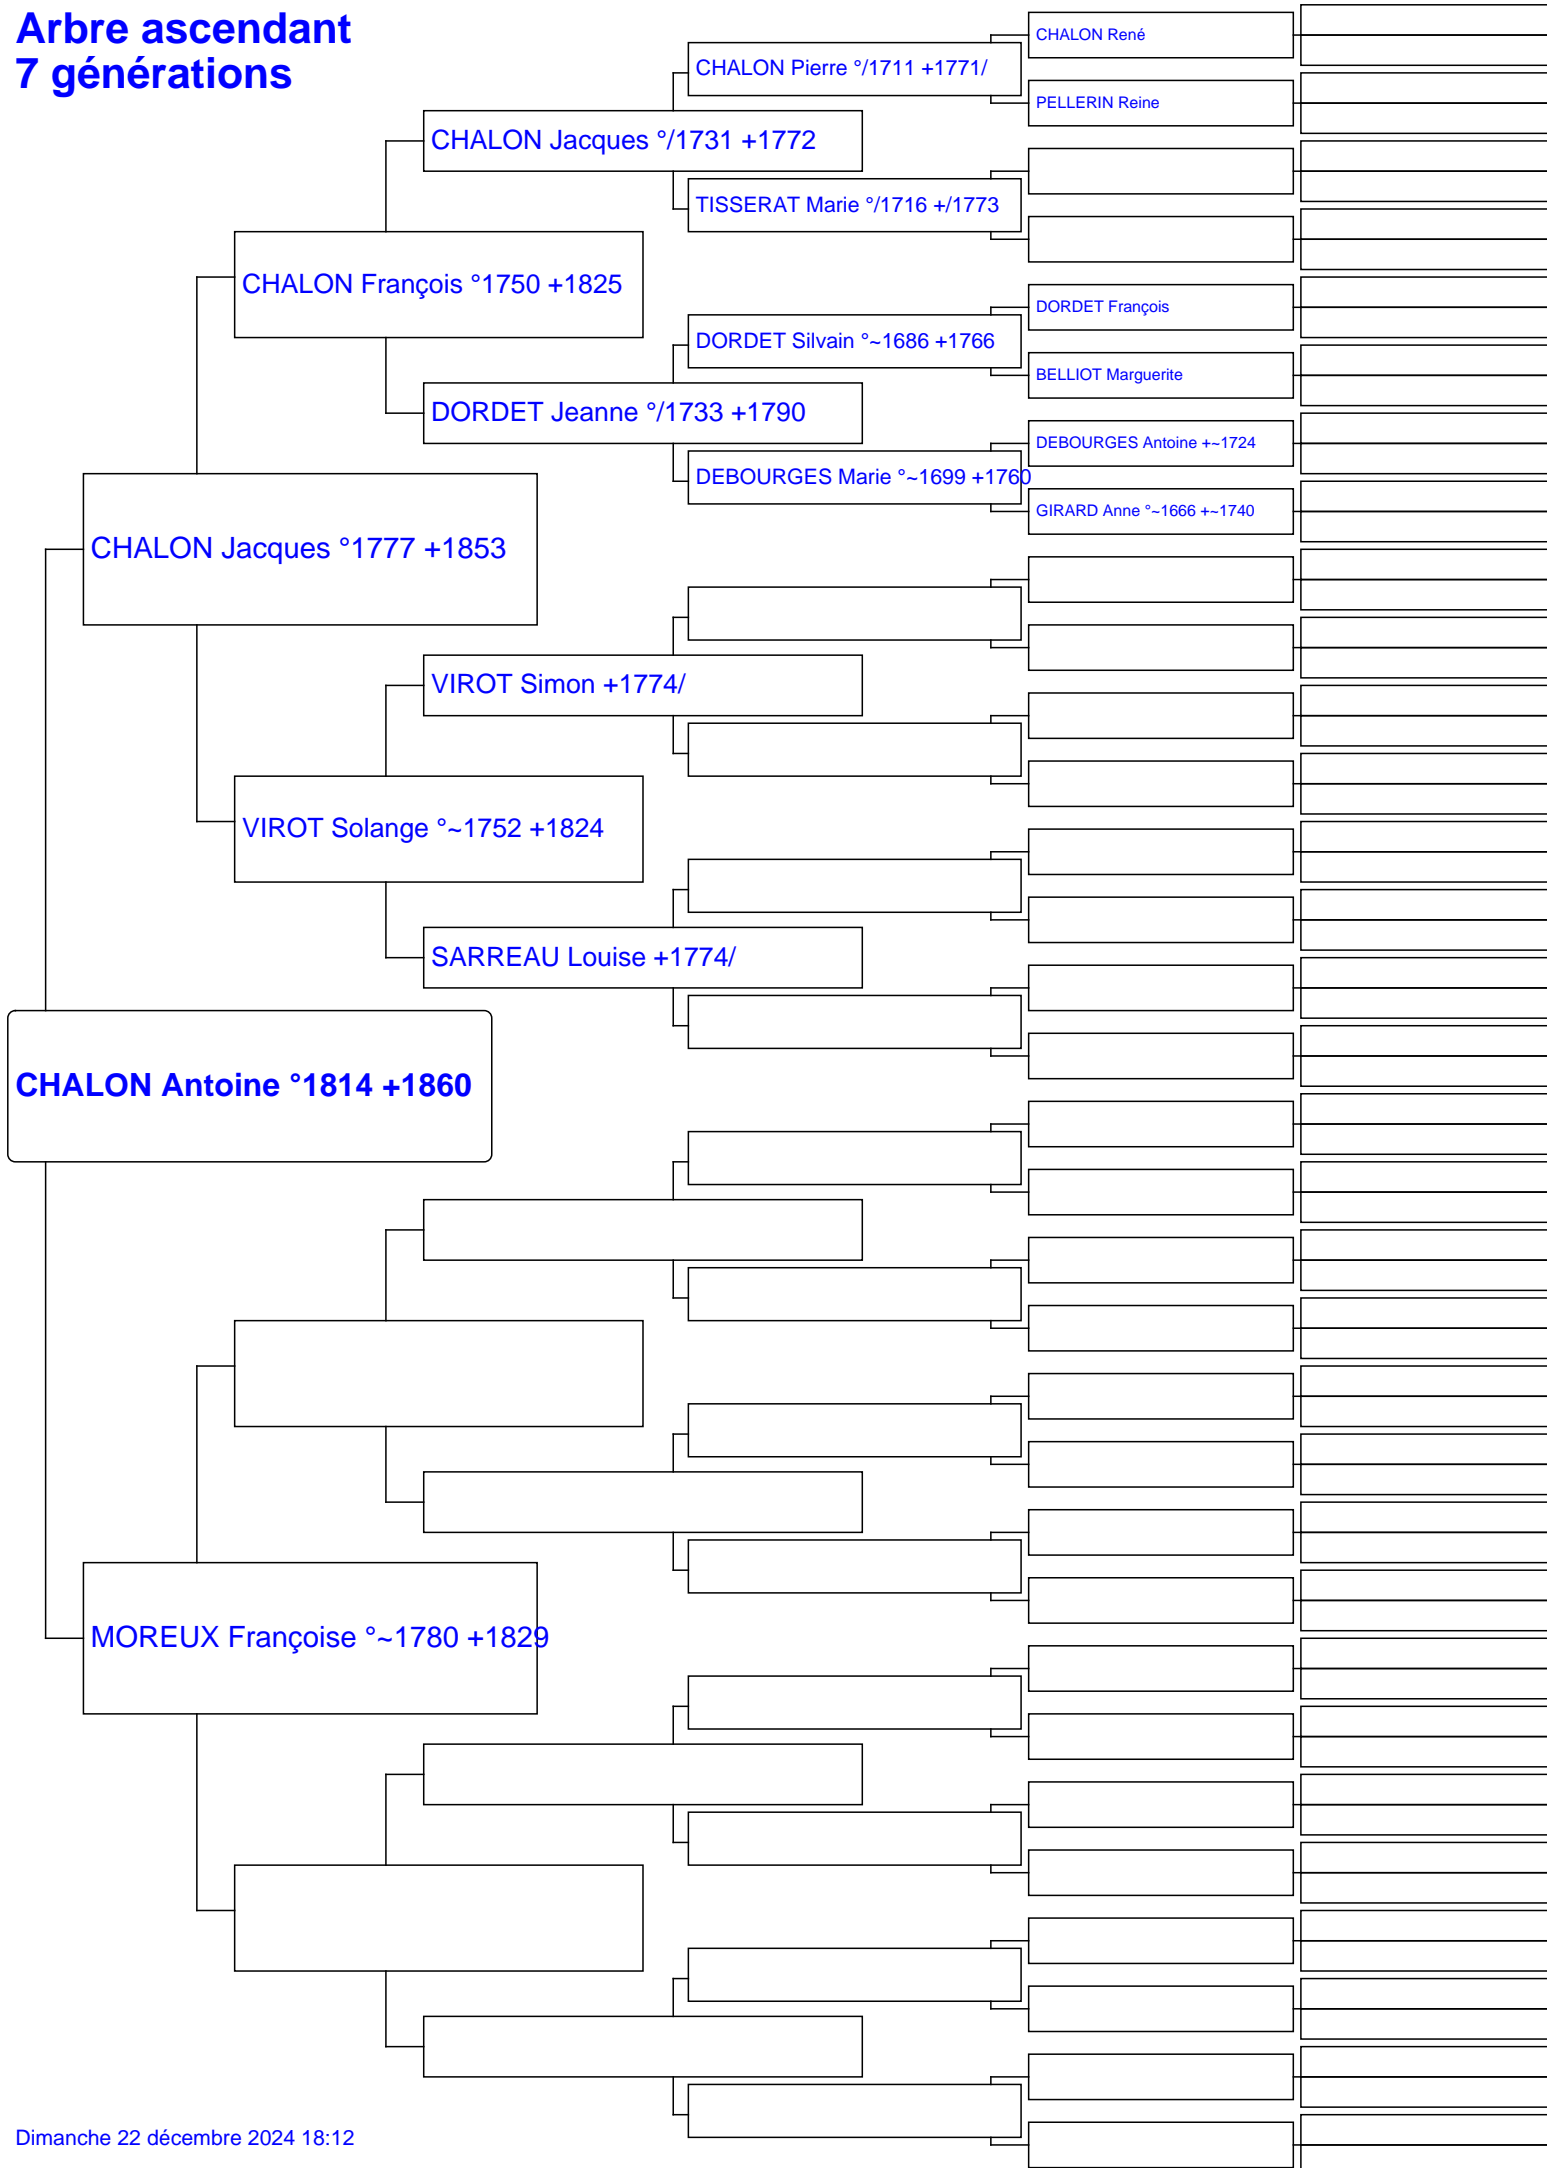 Arbre ascendant
7 générations
CHALON René
CHALON Pierre °/1711 +1771/
PELLERIN Reine
CHALON Jacques °/1731 +1772
TISSERAT Marie °/1716 +/1773
CHALON François °1750 +1825
DORDET François
DORDET Silvain °~1686 +1766
BELLIOT Marguerite
DORDET Jeanne °/1733 +1790
DEBOURGES Antoine +~1724
DEBOURGES Marie °~1699 +1760
GIRARD Anne °~1666 +~1740
CHALON Jacques °1777 +1853
VIROT Simon +1774/
VIROT Solange °~1752 +1824
SARREAU Louise +1774/
CHALON Antoine °1814 +1860
MOREUX Françoise °~1780 +1829
Dimanche 22 décembre 2024 18:12